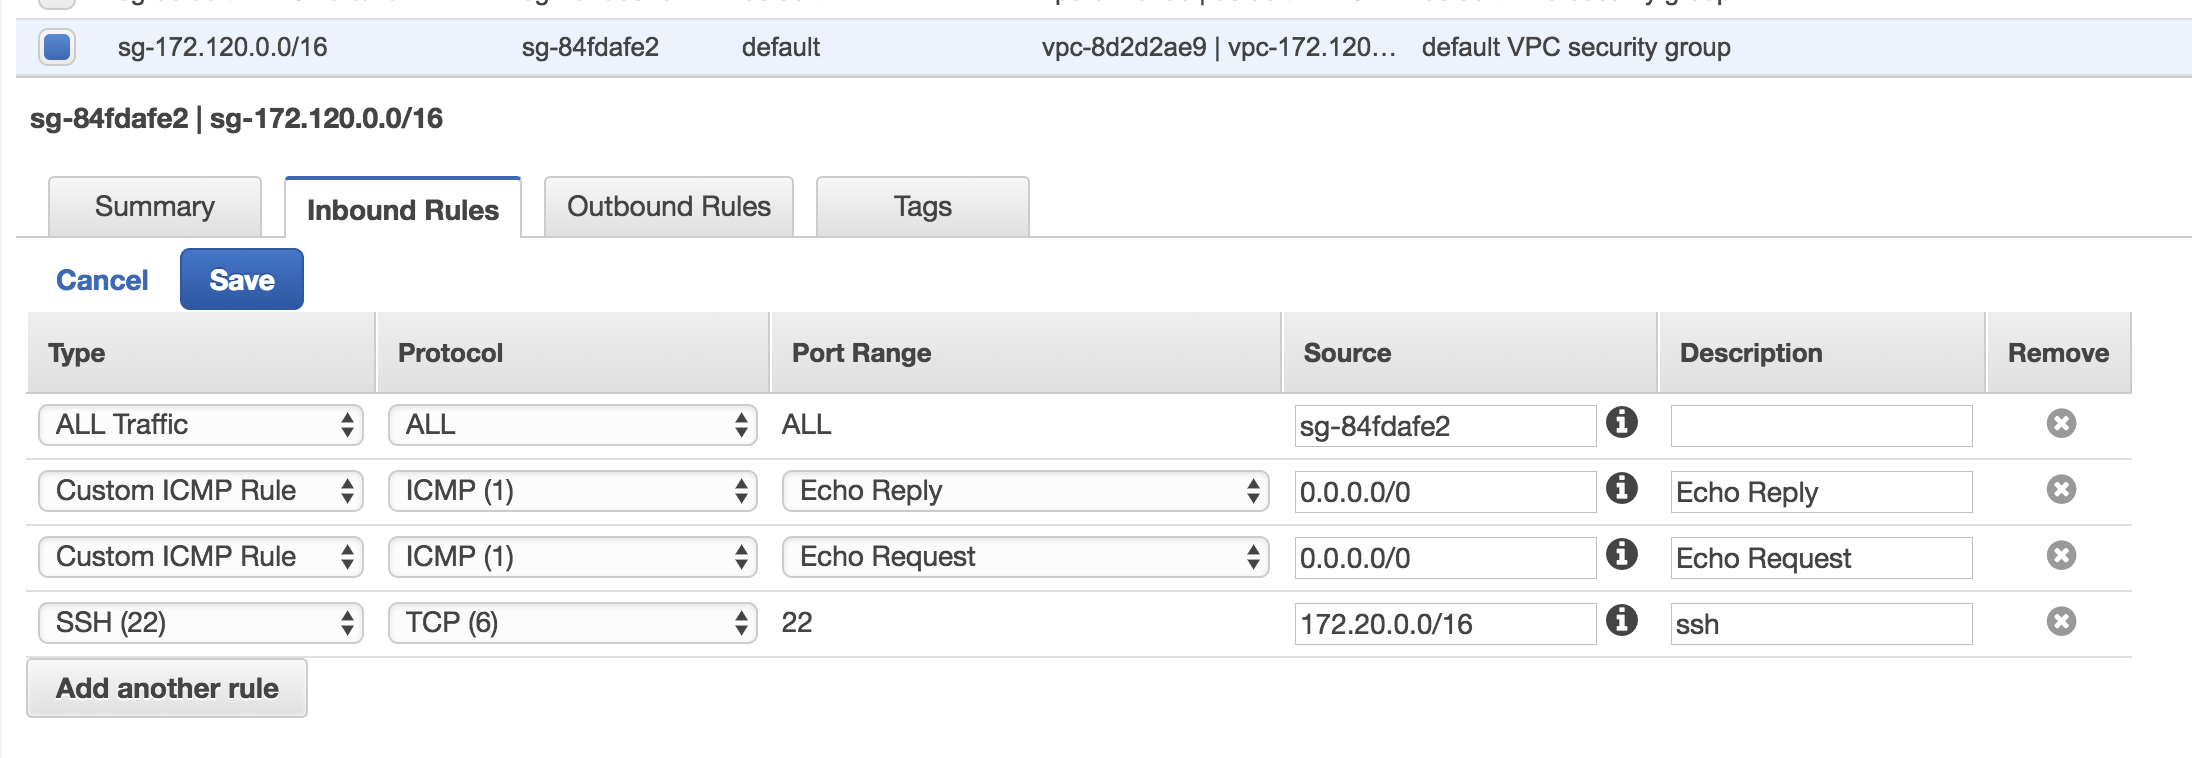 sg-172.120.0.0/16 sg-84fdafe2 default vpc-8d2d2ae9 | vpc-172.120… default VPC security group
sg-84fdafe2 | sg-172.120.0.0/16
Summary Inbound Rules Outbound Rules Tags
Cancel Save
Type Protocol Port Range Source Description Remove
ALL Traffic ALL ALL sg-84fdafe2
Custom ICMP Rule ICMP (1) Echo Reply 0.0.0.0/0 Echo Reply
Custom ICMP Rule ICMP (1) Echo Request 0.0.0.0/0 Echo Request
SSH (22) TCP (6) 22 172.20.0.0/16 ssh
Add another rule